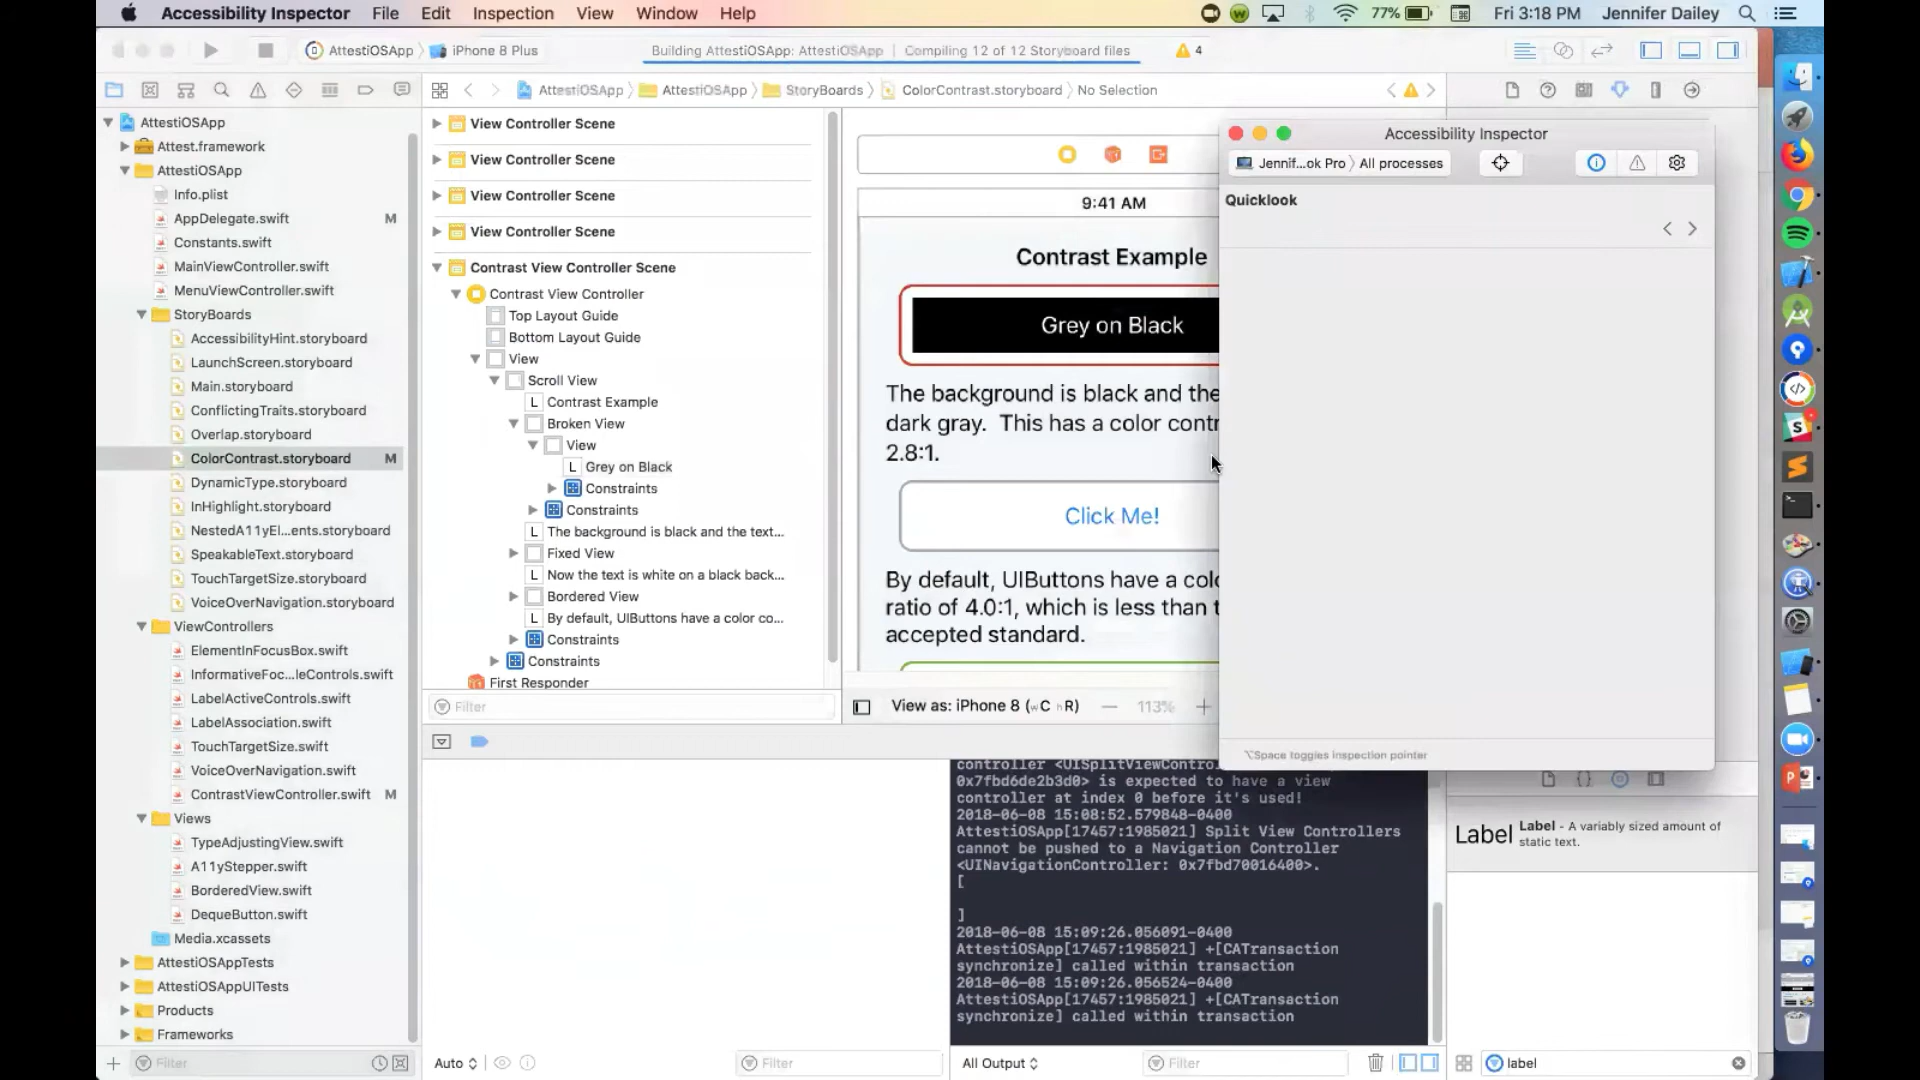 Accessibility Inspector File Edit Inspection View Window Help
77% Fri 3:18 PM Jennifer Dailey
AttestiOSApp iPhone 8 Plus
Building AttestiOSApp: AttestiOSApp | Compiling 12 of 12 Storyboard files
4
AttestiOSApp AttestiOSApp StoryBoards ColorContrast.storyboard No Selection
AttestiOSApp
Attest.framework
AttestiOSApp
Info.plist
AppDelegate.swift M
Constants.swift
MainViewController.swift
MenuViewController.swift
StoryBoards
AccessibilityHint.storyboard
LaunchScreen.storyboard
Main.storyboard
ConflictingTraits.storyboard
Overlap.storyboard
ColorContrast.storyboard M
DynamicType.storyboard
InHighlight.storyboard
NestedA11yEl...ents.storyboard
SpeakableText.storyboard
TouchTargetSize.storyboard
VoiceOverNavigation.storyboard
ViewControllers
ElementInFocusBox.swift
InformativeFoc...leControls.swift
LabelActiveControls.swift
LabelAssociation.swift
TouchTargetSize.swift
VoiceOverNavigation.swift
ContrastViewController.swift M
Views
TypeAdjustingView.swift
A11yStepper.swift
BorderedView.swift
DequeButton.swift
Media.xcassets
AttestiOSAppTests
AttestiOSAppUITests
Products
Frameworks
Filter
View Controller Scene
View Controller Scene
View Controller Scene
View Controller Scene
Contrast View Controller Scene
Contrast View Controller
Top Layout Guide
Bottom Layout Guide
View
Scroll View
L Contrast Example
Broken View
View
L Grey on Black
Constraints
Constraints
L The background is black and the text...
Fixed View
L Now the text is white on a black back...
Bordered View
L By default, UIButtons have a color co...
Constraints
Constraints
First Responder
Filter
9:41 AM
Contrast Example
Grey on Black
The background is black and the
dark gray. This has a color contr
2.8:1.
Click Me!
By default, UIButtons have a colo
ratio of 4.0:1, which is less than t
accepted standard.
View as: iPhone 8 (wC hR) — 113% +
Accessibility Inspector
Jennif...ok Pro All processes
Quicklook
⌥Space toggles inspection pointer
controller <UISplitViewContro
0x7fbd6de2b3d0> is expected to have a view
controller at index 0 before it's used!
2018-06-08 15:08:52.579848-0400
AttestiOSApp[17457:1985021] Split View Controllers
cannot be pushed to a Navigation Controller
<UINavigationController: 0x7fbd70016400>.
[
]
2018-06-08 15:09:26.056091-0400
AttestiOSApp[17457:1985021] +[CATransaction
synchronize] called within transaction
2018-06-08 15:09:26.056524-0400
AttestiOSApp[17457:1985021] +[CATransaction
synchronize] called within transaction
Auto Filter All Output Filter
Label Label - A variably sized amount of
static text.
label